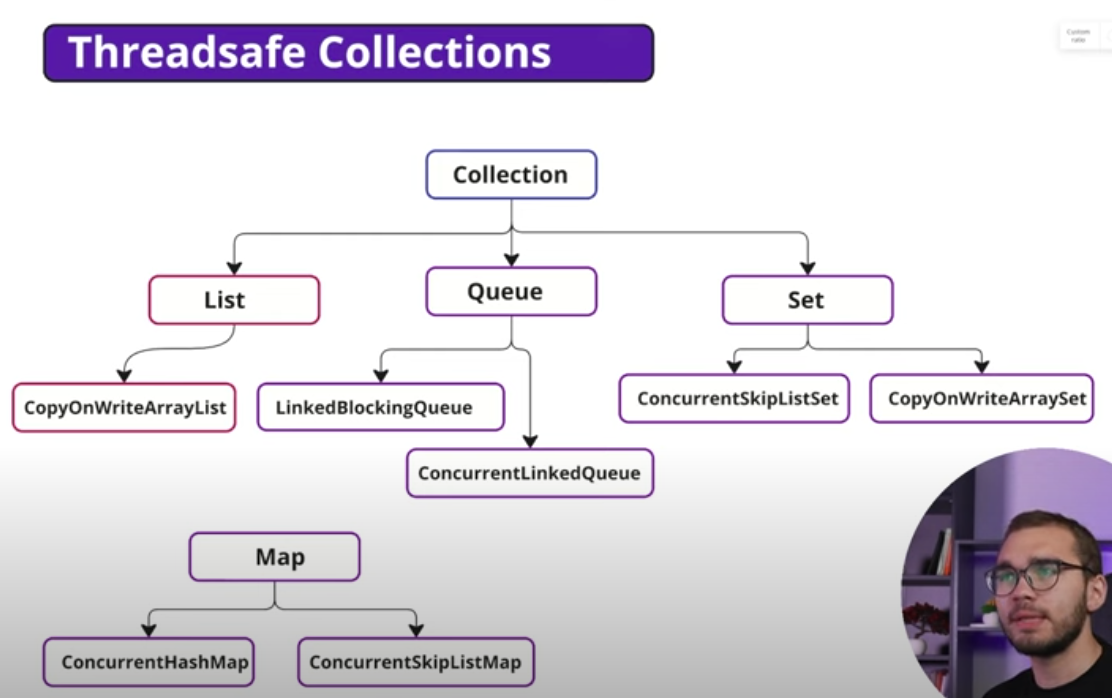 Threadsafe Collections
Custom
ratio
Collection
List
Queue
Set
CopyOnWriteArrayList
LinkedBlockingQueue
ConcurrentSkipListSet
CopyOnWriteArraySet
ConcurrentLinkedQueue
Map
ConcurrentHashMap
ConcurrentSkipListMap